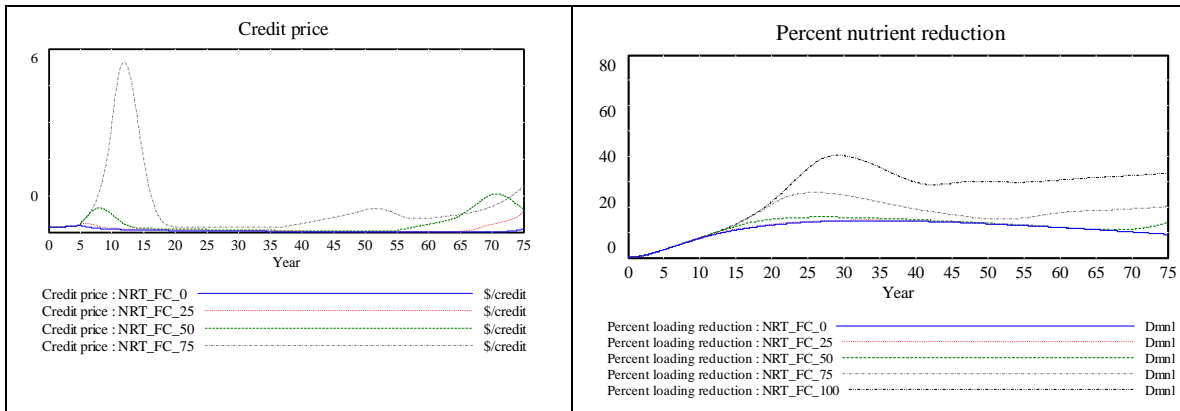 Credit price
6
0
0 5 10 15 20 25 30 35 40 45 50 55 60 65 70 75
Year
Credit price : NRT_FC_0 $/credit
Credit price : NRT_FC_25 $/credit
Credit price : NRT_FC_50 $/credit
Credit price : NRT_FC_75 $/credit
Percent nutrient reduction
80
60
40
20
0
0 5 10 15 20 25 30 35 40 45 50 55 60 65 70 75
Year
Percent loading reduction : NRT_FC_0 Dmnl
Percent loading reduction : NRT_FC_25 Dmnl
Percent loading reduction : NRT_FC_50 Dmnl
Percent loading reduction : NRT_FC_75 Dmnl
Percent loading reduction : NRT_FC_100 Dmnl